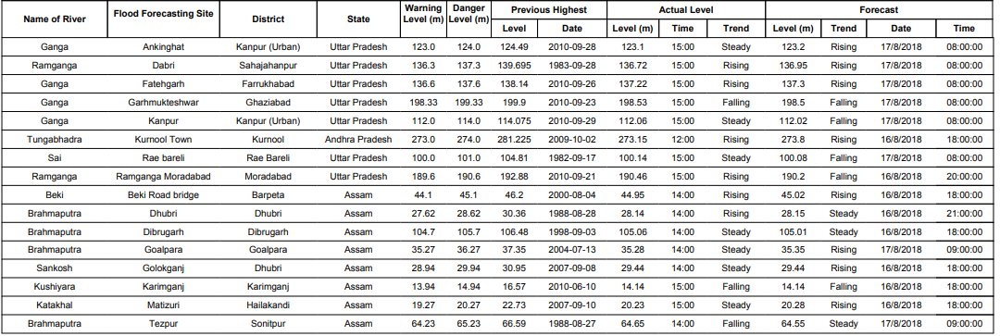 Name of River Flood Forecasting Site District State Warning Level (m) Danger Level (m) Previous Highest Actual Level Forecast
Level Date Level (m) Time Trend Level (m) Trend Date Time
Ganga Ankinghat Kanpur (Urban) Uttar Pradesh 123.0 124.0 124.49 2010-09-28 123.1 15:00 Steady 123.2 Rising 17/8/2018 08:00:00
Ramganga Dabri Sahajahanpur Uttar Pradesh 136.3 137.3 139.695 1983-09-28 136.72 15:00 Rising 136.95 Rising 17/8/2018 08:00:00
Ganga Fatehgarh Farrukhabad Uttar Pradesh 136.6 137.6 138.14 2010-09-26 137.22 15:00 Rising 137.3 Rising 17/8/2018 08:00:00
Ganga Garhmukteshwar Ghaziabad Uttar Pradesh 198.33 199.33 199.9 2010-09-23 198.53 15:00 Falling 198.5 Falling 17/8/2018 08:00:00
Ganga Kanpur Kanpur (Urban) Uttar Pradesh 112.0 114.0 114.075 2010-09-29 112.06 15:00 Steady 112.02 Falling 17/8/2018 08:00:00
Tungabhadra Kurnool Town Kurnool Andhra Pradesh 273.0 274.0 281.225 2009-10-02 273.15 12:00 Rising 273.8 Rising 16/8/2018 18:00:00
Sai Rae bareli Rae Bareli Uttar Pradesh 100.0 101.0 104.81 1982-09-17 100.14 15:00 Steady 100.08 Falling 17/8/2018 08:00:00
Ramganga Ramganga Moradabad Moradabad Uttar Pradesh 189.6 190.6 192.88 2010-09-21 190.46 15:00 Rising 190.2 Falling 16/8/2018 20:00:00
Beki Beki Road bridge Barpeta Assam 44.1 45.1 46.2 2000-08-04 44.95 14:00 Rising 45.02 Rising 16/8/2018 18:00:00
Brahmaputra Dhubri Dhubri Assam 27.62 28.62 30.36 1988-08-28 28.14 14:00 Rising 28.15 Steady 16/8/2018 21:00:00
Brahmaputra Dibrugarh Dibrugarh Assam 104.7 105.7 106.48 1998-09-03 105.06 14:00 Steady 105.01 Steady 16/8/2018 18:00:00
Brahmaputra Goalpara Goalpara Assam 35.27 36.27 37.35 2004-07-13 35.28 14:00 Steady 35.35 Rising 17/8/2018 09:00:00
Sankosh Golokganj Dhubri Assam 28.94 29.94 30.95 2007-09-08 29.44 14:00 Steady 29.44 Rising 16/8/2018 18:00:00
Kushiyara Karimganj Karimganj Assam 13.94 14.94 16.57 2010-06-10 14.14 15:00 Falling 14.14 Falling 16/8/2018 18:00:00
Katakhal Matizuri Hailakandi Assam 19.27 20.27 22.73 2007-09-10 20.23 15:00 Steady 20.28 Rising 16/8/2018 18:00:00
Brahmaputra Tezpur Sonitpur Assam 64.23 65.23 66.59 1988-08-27 64.65 14:00 Falling 64.55 Steady 17/8/2018 09:00:00